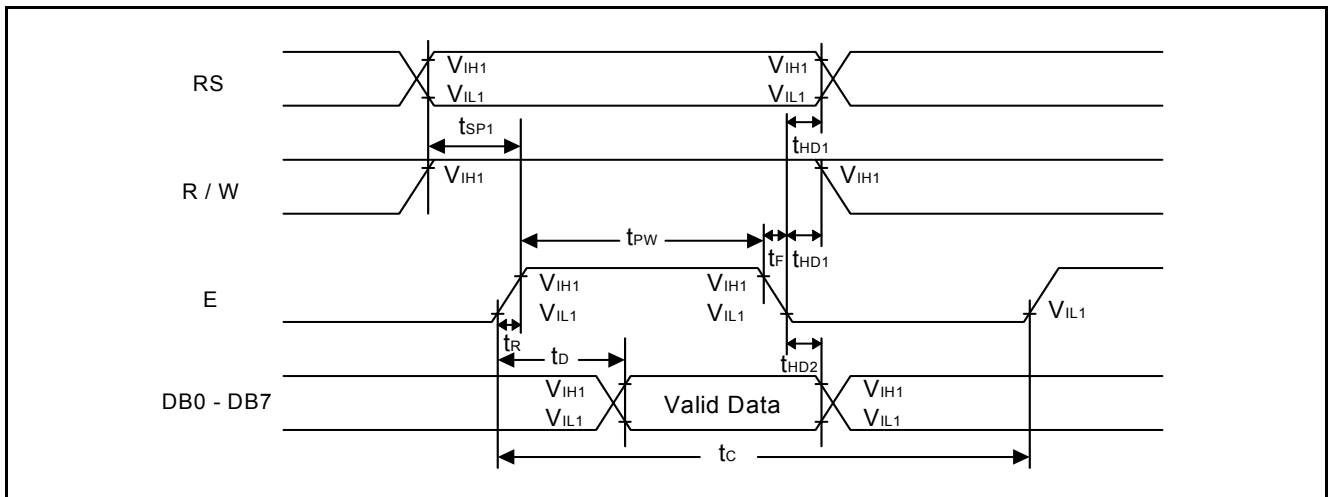 RS
VIH1
VIL1
VIH1
VIL1
tSP1
tHD1
R / W
VIH1
VIH1
tPW
tF
tHD1
E
VIH1
VIL1
VIH1
VIL1
VIL1
tR
tD
tHD2
DB0 - DB7
VIH1
VIL1
Valid Data
VIH1
VIL1
tC